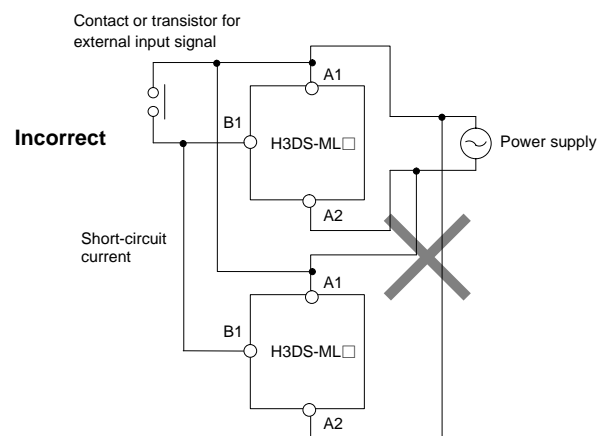 Contact or transistor for
external input signal
A1
B1
Incorrect
H3DS-ML□
Power supply
A2
Short-circuit
current
A1
B1
H3DS-ML□
A2